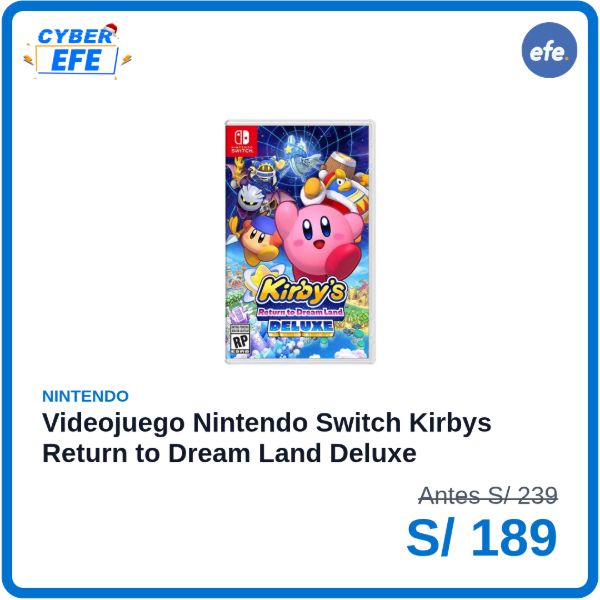 CYBER
EFE
efe.
NINTENDO
SWITCH
Kirby's
Return to Dream Land
DELUXE
RP
NINTENDO
Videojuego Nintendo Switch Kirbys
Return to Dream Land Deluxe
Antes S/ 239
S/ 189